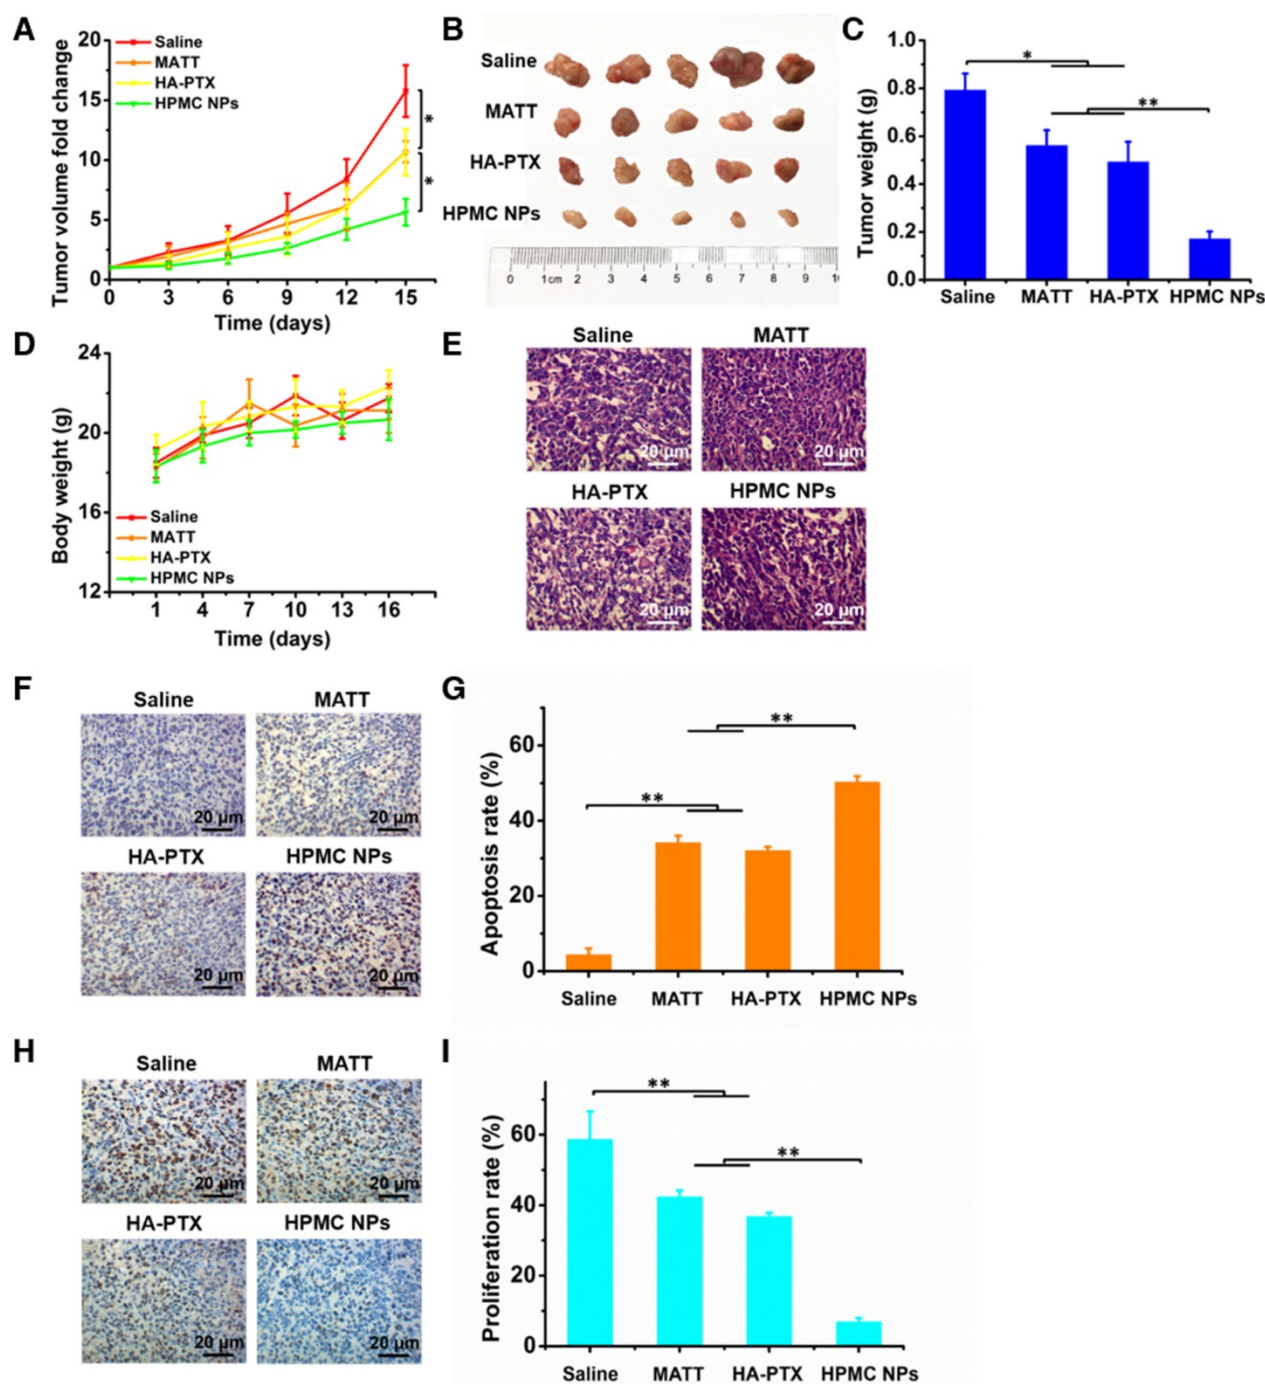 A
Tumor volume fold change
20
15
10
5
0
Saline
MATT
HA-PTX
HPMC NPs
*
*
0 3 6 9 12 15
Time (days)
B
Saline
MATT
HA-PTX
HPMC NPs
0 1cm 2 3 4 5 6 7 8 9
C
Tumor weight (g)
1.0
0.8
0.6
0.4
0.2
0.0
*
**
Saline MATT HA-PTX HPMC NPs
D
Body weight (g)
24
20
16
12
Saline
MATT
HA-PTX
HPMC NPs
1 4 7 10 13 16
Time (days)
E
Saline MATT
20 µm 20 µm
HA-PTX HPMC NPs
20 µm 20 µm
F
Saline MATT
20 µm 20 µm
HA-PTX HPMC NPs
20 µm 20 µm
G
Apoptosis rate (%)
60
40
20
0
**
**
Saline MATT HA-PTX HPMC NPs
H
Saline MATT
20 µm 20 µm
HA-PTX HPMC NPs
20 µm 20 µm
I
Proliferation rate (%)
60
40
20
0
**
**
Saline MATT HA-PTX HPMC NPs